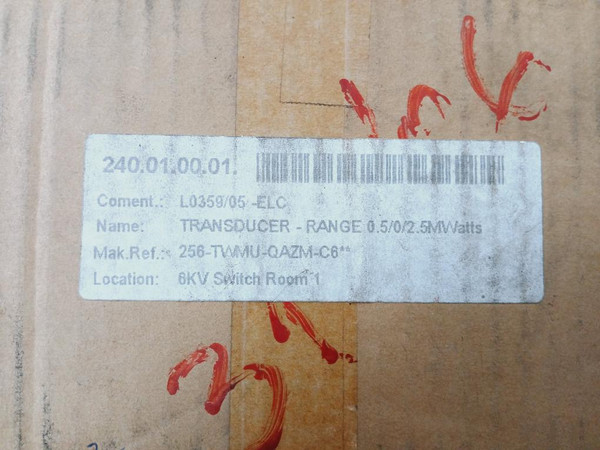 240.01.00.01.
Coment.: L0359/05 -ELC
Name: TRANSDUCER - RANGE 0.5/0/2.5MWatts
Mak.Ref.: 256-TWMU-QAZM-C6**
Location: 6KV Switch Room 1